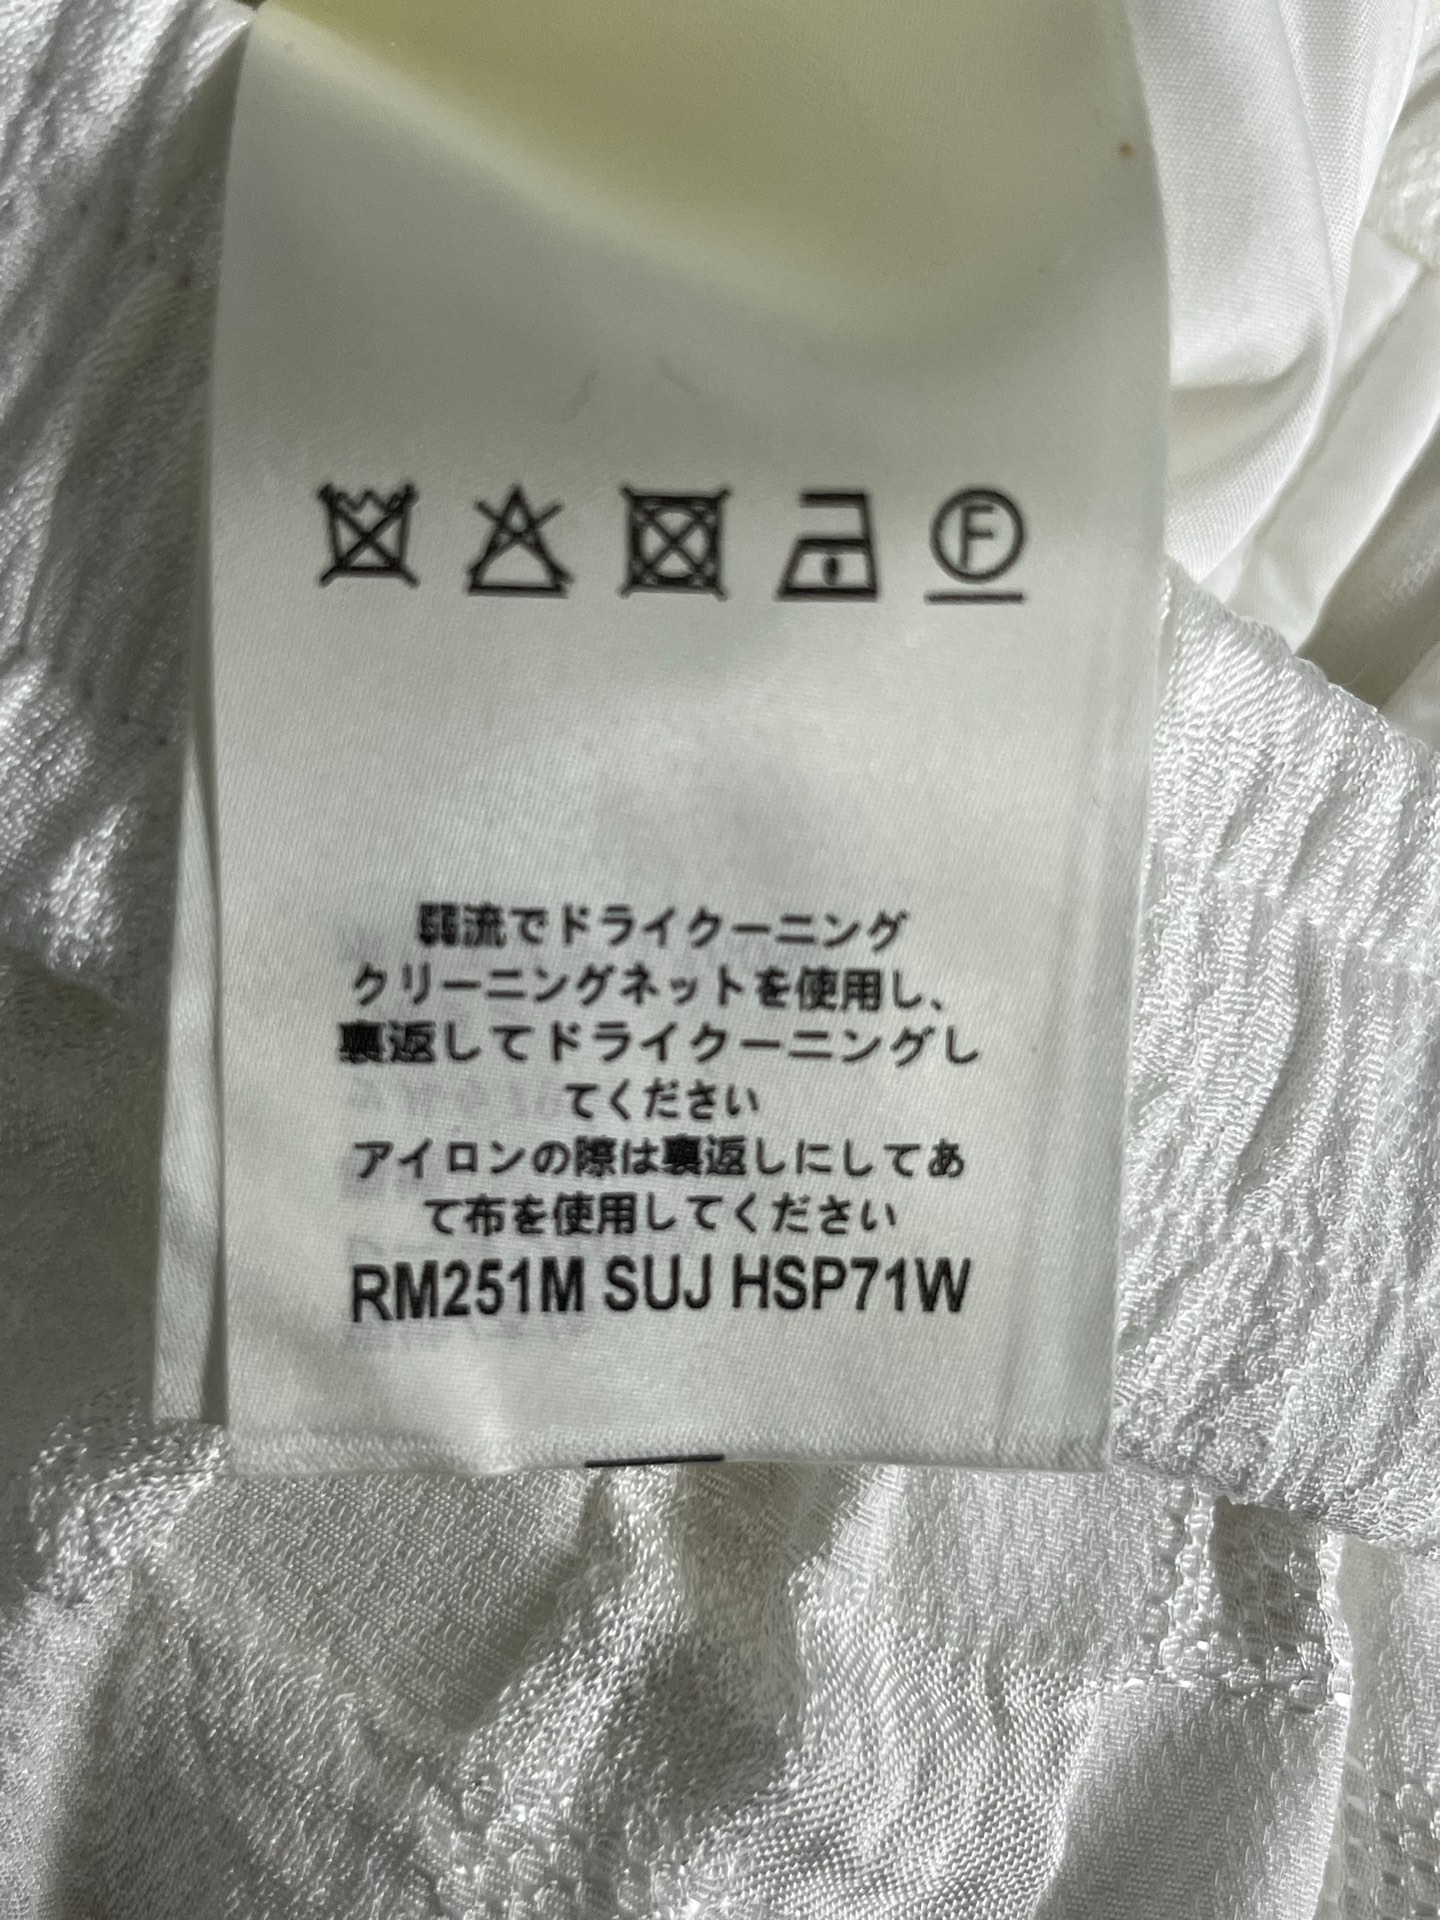 F
弱流でドライクーニング
クリーニングネットを使用し、
裏返してドライクーニングし
てください
アイロンの際は裏返しにしてあ
て布を使用してください
RM251M SUJ HSP71W